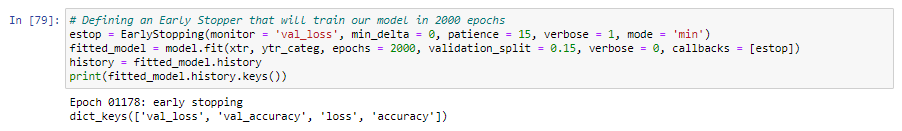 In [79]: # Defining an Early Stopper that will train our model in 2000 epochs
estop = EarlyStopping(monitor = 'val_loss', min_delta = 0, patience = 15, verbose = 1, mode = 'min')
fitted_model = model.fit(xtr, ytr_categ, epochs = 2000, validation_split = 0.15, verbose = 0, callbacks = [estop])
history = fitted_model.history
print(fitted_model.history.keys())
Epoch 01178: early stopping
dict_keys(['val_loss', 'val_accuracy', 'loss', 'accuracy'])